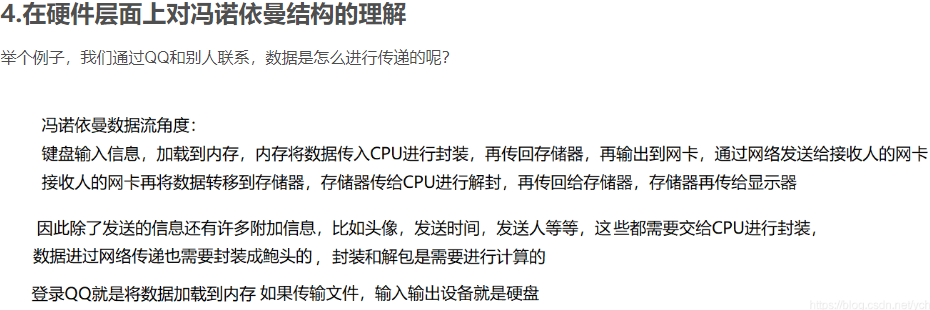 4.在硬件层面上对冯诺依曼结构的理解
举个例子，我们通过QQ和别人联系，数据是怎么进行传递的呢？
冯诺依曼数据流角度：
键盘输入信息，加载到内存，内存将数据传入CPU进行封装，再传回存储器，再输出到网卡，通过网络发送给接收人的网卡
接收人的网卡再将数据转移到存储器，存储器传给CPU进行解封，再传回给存储器，存储器再传给显示器
因此除了发送的信息还有许多附加信息，比如头像，发送时间，发送人等等，这些都需要交给CPU进行封装，
数据进过网络传递也需要封装成鲍头的，封装和解包是需要进行计算的
登录QQ就是将数据加载到内存 如果传输文件，输入输出设备就是硬盘